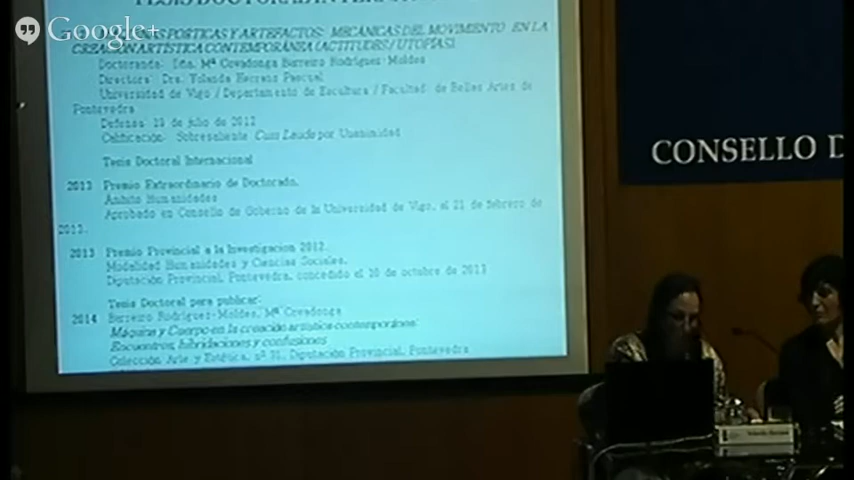 Google+
TESIS DOCTORAL INTERN
PORTICAS Y ARTEFACTOS: MECÁNICAS DEL MOVIMIENTO EN LA
CREACIÓN ARTÍSTICA CONTEMPORÁNEA (ACTITUDES/UTOPÍAS).
Doctoranda: Dña. Mª Covadonga Barreiro Rodríguez-Moldes
Directora: Dra. Yolanda Herranz Pascual
Universidad de Vigo / Departamento de Escultura / Facultad de Bellas Artes de
Pontevedra
Defensa: 13 de julio de 2012
Calificación: Sobresaliente Cum Laude por Unanimidad
Tesis Doctoral Internacional
2013 Premio Extraordinario de Doctorado.
Ámbito Humanidades
Aprobado en Consello de Goberno de la Universidad de Vigo, el 21 de febrero de
2013.
2013 Premio Provincial a la Investigación 2012.
Modalidad Humanidades y Ciencias Sociales.
Diputación Provincial, Pontevedra, concedido el 10 de octubre de 2013
Tesis Doctoral para publicar:
2014 Barreiro Rodríguez-Moldes, Mª Covadonga
Máquina y Cuerpo en la creación artística contemporánea:
Encuentros, hibridaciones y confusiones
Colección Arte y Estética, nº 31, Diputación Provincial, Pontevedra
CONSELLO D